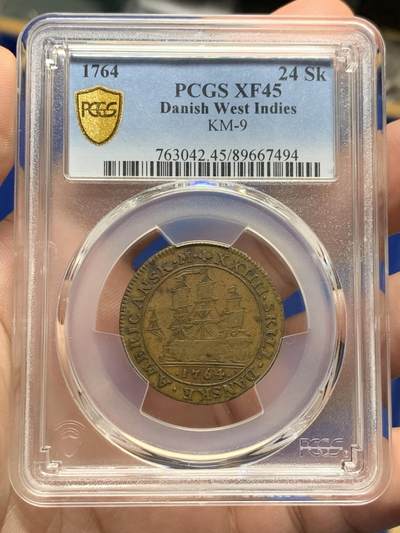 1764 24 Sk
PCGS XF45
Danish West Indies
KM-9
PCGS
763042.45/89667494
XXIIII·SKILL·DANSKE·AMERICANSK·M
1764
PCGS